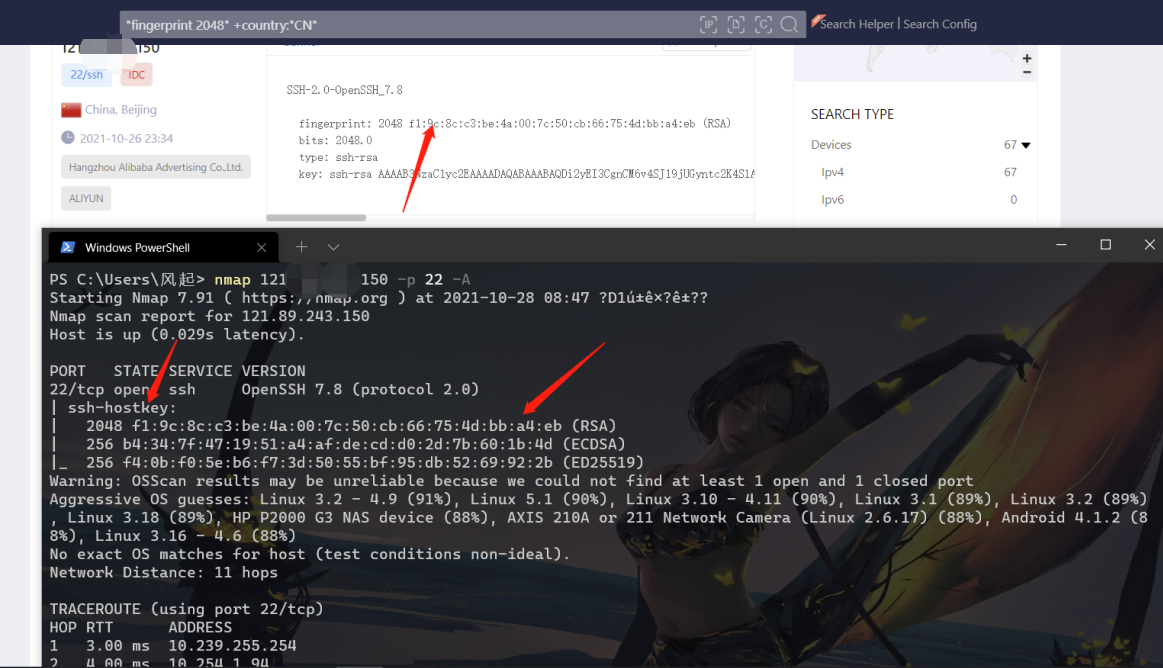 "fingerprint 2048" +country:"CN"
Search Helper | Search Config
121 150
22/ssh IDC
China, Beijing
2021-10-26 23:34
Hangzhou Alibaba Advertising Co.,Ltd.
ALIYUN
SSH-2.0-OpenSSH_7.8
fingerprint: 2048 f1:9c:8c:c3:be:4a:00:7c:50:cb:66:75:4d:bb:a4:eb (RSA)
bits: 2048.0
type: ssh-rsa
key: ssh-rsa
+
−
SEARCH TYPE
Devices 67
Ipv4 67
Ipv6 0
Windows PowerShell
PS C:\Users\风起> nmap 121 150 -p 22 -A
Starting Nmap 7.91 ( https://nmap.org ) at 2021-10-28 08:47 ?D1ú±ê×?ê±??
Nmap scan report for 121.89.243.150
Host is up (0.029s latency).
PORT STATE SERVICE VERSION
22/tcp open ssh OpenSSH 7.8 (protocol 2.0)
| ssh-hostkey:
| 2048 f1:9c:8c:c3:be:4a:00:7c:50:cb:66:75:4d:bb:a4:eb (RSA)
| 256 b4:34:7f:47:19:51:a4:af:de:cd:d0:2d:7b:60:1b:4d (ECDSA)
|_ 256 f4:0b:f0:5e:b6:f7:3d:50:55:bf:95:db:52:69:92:2b (ED25519)
Warning: OSScan results may be unreliable because we could not find at least 1 open and 1 closed port
Aggressive OS guesses: Linux 3.2 - 4.9 (91%), Linux 5.1 (90%), Linux 3.10 - 4.11 (90%), Linux 3.1 (89%), Linux 3.2 (89%)
, Linux 3.18 (89%), HP P2000 G3 NAS device (88%), AXIS 210A or 211 Network Camera (Linux 2.6.17) (88%), Android 4.1.2 (8
8%), Linux 3.16 - 4.6 (88%)
No exact OS matches for host (test conditions non-ideal).
Network Distance: 11 hops
TRACEROUTE (using port 22/tcp)
HOP RTT ADDRESS
1 3.00 ms 10.239.255.254
2 4.00 ms 10.254.1.94